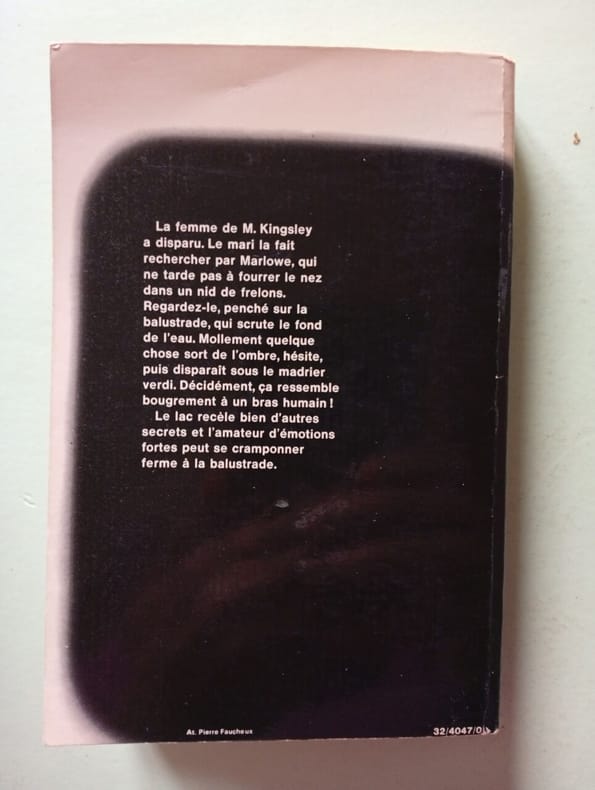 La femme de M. Kingsley
a disparu. Le mari la fait
rechercher par Marlowe, qui
ne tarde pas à fourrer le nez
dans un nid de frelons.
Regardez-le, penché sur la
balustrade, qui scrute le fond
de l'eau. Mollement quelque
chose sort de l'ombre, hésite,
puis disparaît sous le madrier
verdi. Décidément, ça ressemble
bougrement à un bras humain !
Le lac recèle bien d'autres
secrets et l'amateur d'émotions
fortes peut se cramponner
ferme à la balustrade.
At. Pierre Faucheux
32/4047/0